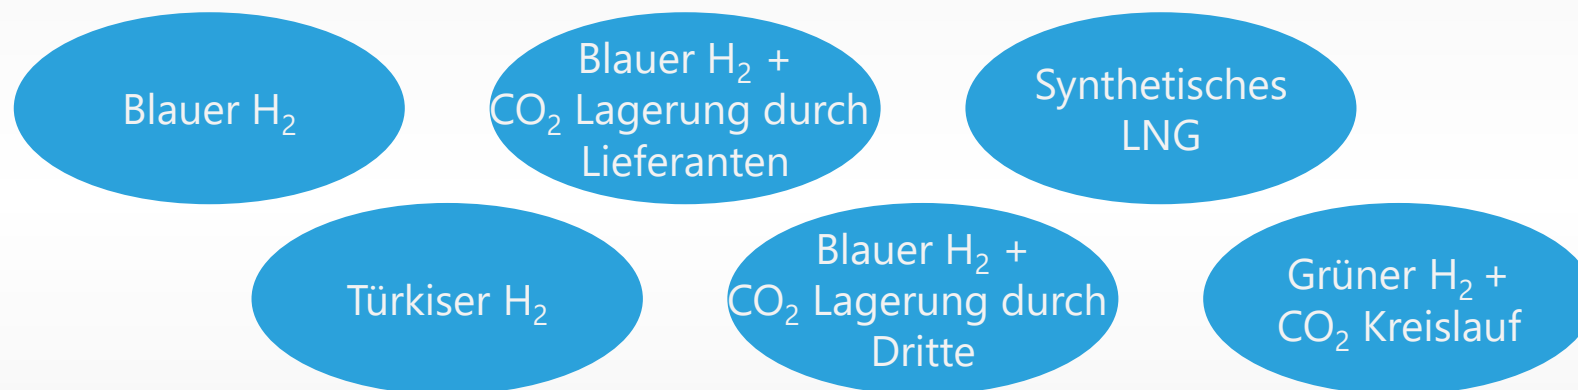 Blauer H₂
Blauer H₂ +
CO₂ Lagerung durch
Lieferanten
Synthetisches
LNG
Türkiser H₂
Blauer H₂ +
CO₂ Lagerung durch
Dritte
Grüner H₂ +
CO₂ Kreislauf